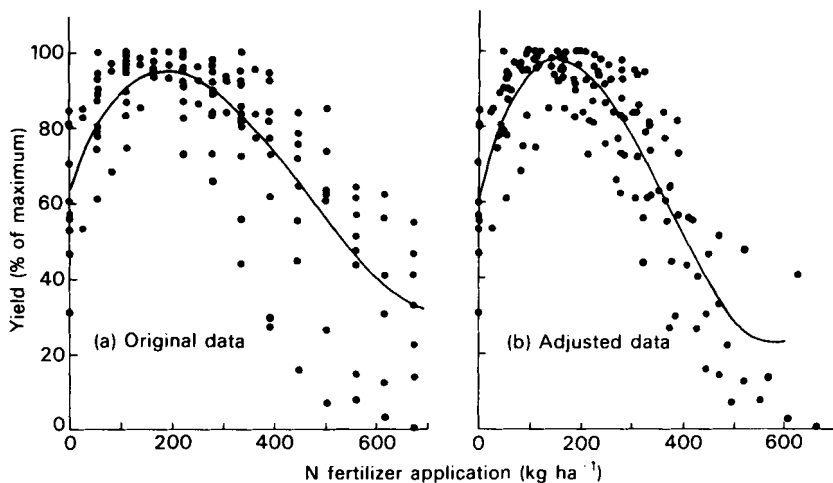 100
80
60
40
20
0
Yield (% of maximum)
(a) Original data
(b) Adjusted data
0 200 400 600
0 200 400 600
N fertilizer application (kg ha⁻¹)